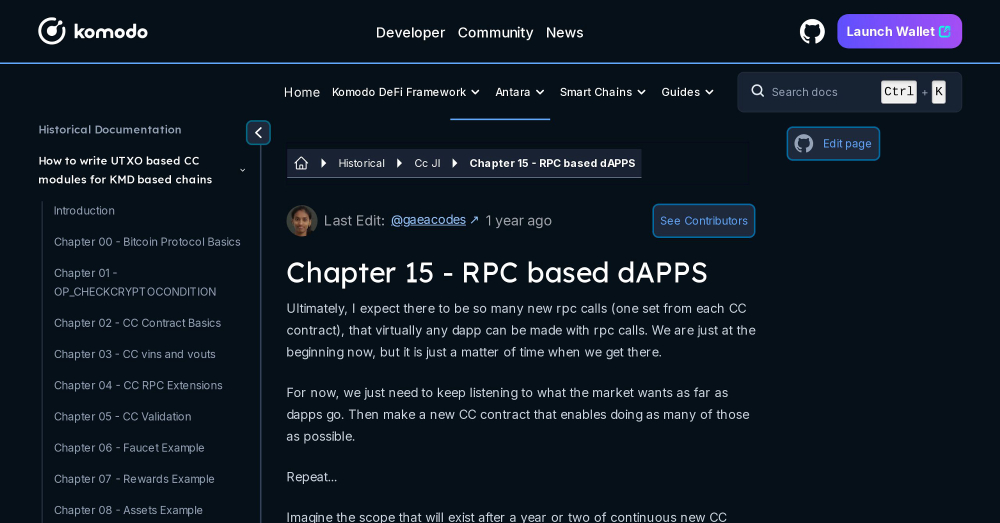 komodo
Developer Community News
Launch Wallet
Home Komodo DeFi Framework Antara Smart Chains Guides
Search docs Ctrl + K
Historical Documentation
How to write UTXO based CC
modules for KMD based chains
Introduction
Chapter 00 - Bitcoin Protocol Basics
Chapter 01 -
OP_CHECKCRYPTOCONDITION
Chapter 02 - CC Contract Basics
Chapter 03 - CC vins and vouts
Chapter 04 - CC RPC Extensions
Chapter 05 - CC Validation
Chapter 06 - Faucet Example
Chapter 07 - Rewards Example
Chapter 08 - Assets Example
Historical Cc Jl Chapter 15 - RPC based dAPPS
Edit page
Last Edit: @gaeacodes ↗ 1 year ago
See Contributors
Chapter 15 - RPC based dAPPS
Ultimately, I expect there to be so many new rpc calls (one set from each CC
contract), that virtually any dapp can be made with rpc calls. We are just at the
beginning now, but it is just a matter of time when we get there.
For now, we just need to keep listening to what the market wants as far as
dapps go. Then make a new CC contract that enables doing as many of those
as possible.
Repeat...
Imagine the scope that will exist after a year or two of continuous new CC